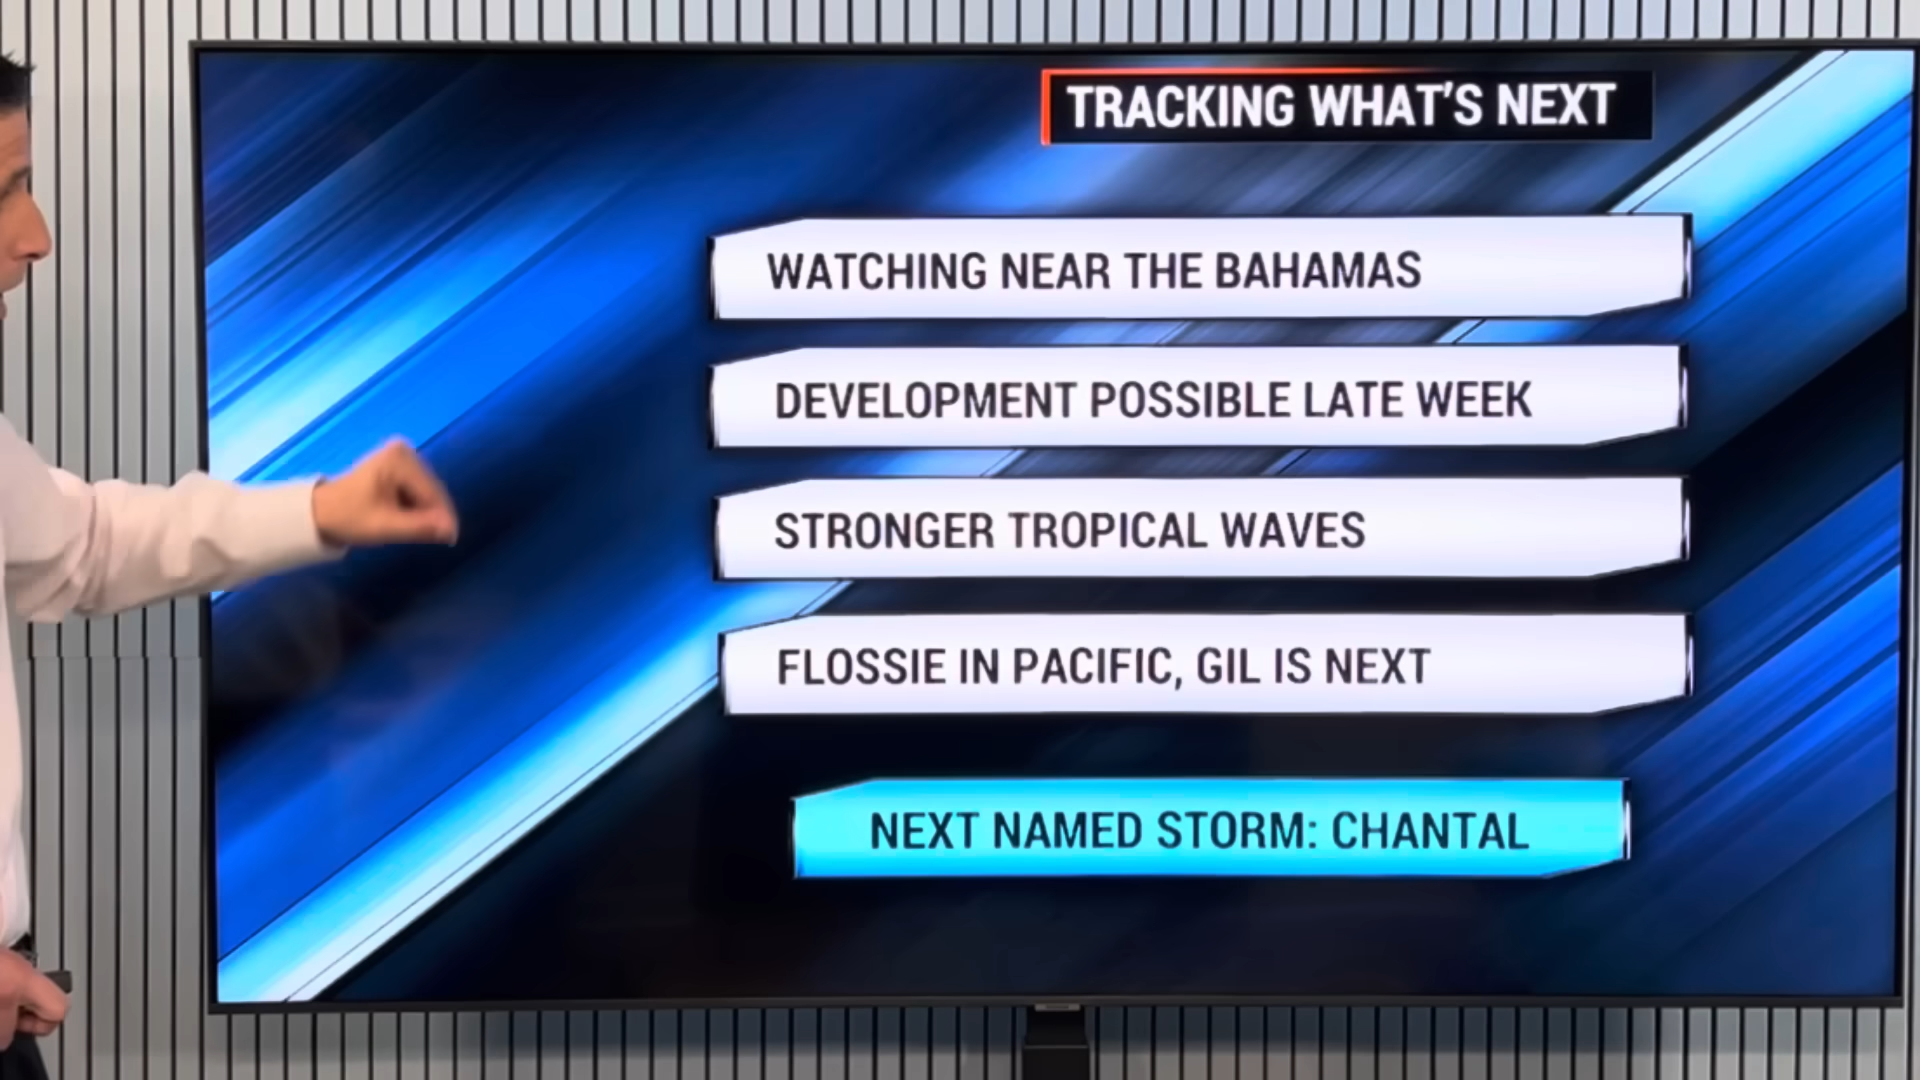 TRACKING WHAT'S NEXT
WATCHING NEAR THE BAHAMAS
DEVELOPMENT POSSIBLE LATE WEEK
STRONGER TROPICAL WAVES
FLOSSIE IN PACIFIC, GIL IS NEXT
NEXT NAMED STORM: CHANTAL